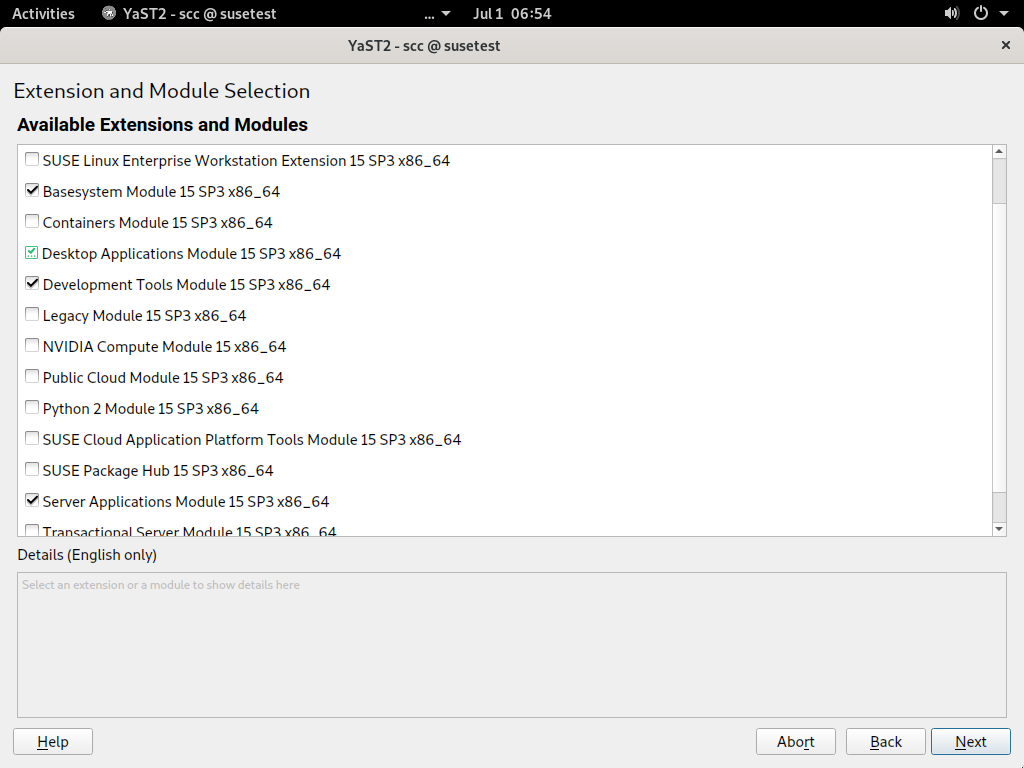 Activities YaST2 - scc @ susetest ... Jul 1 06:54
YaST2 - scc @ susetest ×
Extension and Module Selection
Available Extensions and Modules
SUSE Linux Enterprise Workstation Extension 15 SP3 x86_64
Basesystem Module 15 SP3 x86_64
Containers Module 15 SP3 x86_64
Desktop Applications Module 15 SP3 x86_64
Development Tools Module 15 SP3 x86_64
Legacy Module 15 SP3 x86_64
NVIDIA Compute Module 15 x86_64
Public Cloud Module 15 SP3 x86_64
Python 2 Module 15 SP3 x86_64
SUSE Cloud Application Platform Tools Module 15 SP3 x86_64
SUSE Package Hub 15 SP3 x86_64
Server Applications Module 15 SP3 x86_64
Transactional Server Module 15 SP3 x86_64
Details (English only)
Select an extension or a module to show details here
Help Abort Back Next